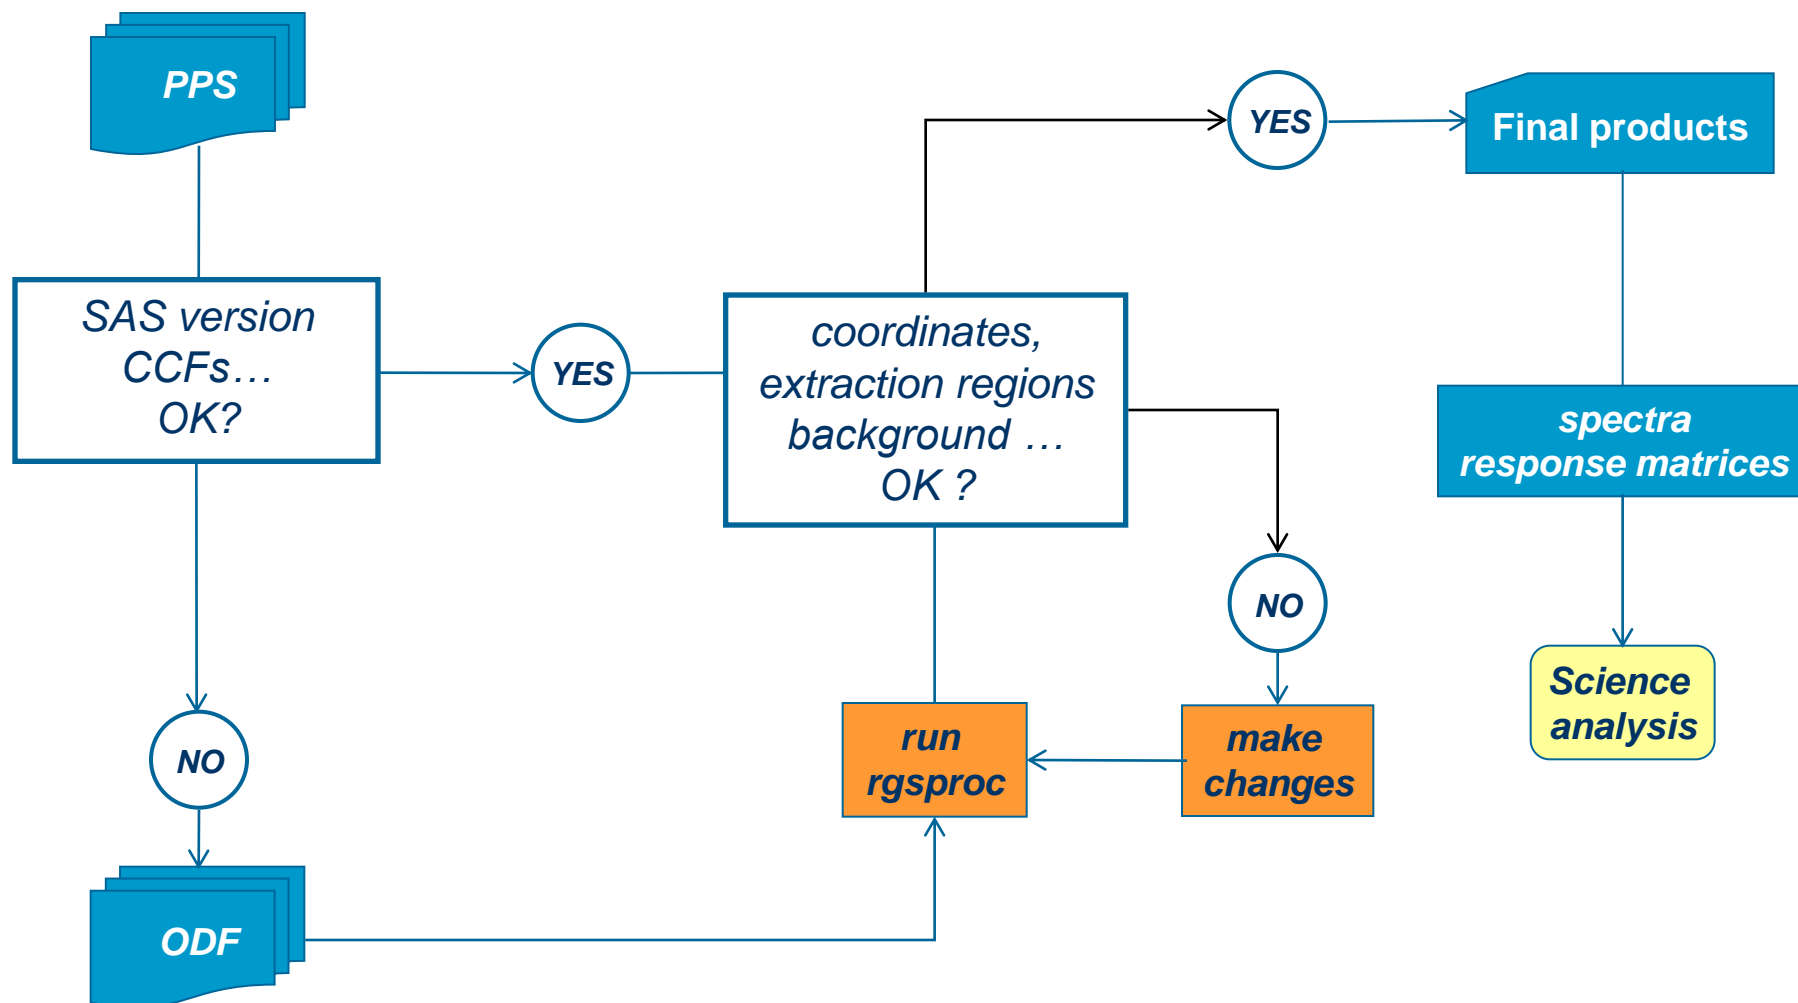 PPS
YES
Final products
SAS version
CCFs…
OK?
YES
coordinates,
extraction regions
background …
OK ?
spectra
response matrices
NO
Science
analysis
NO
run
rgsproc
make
changes
ODF